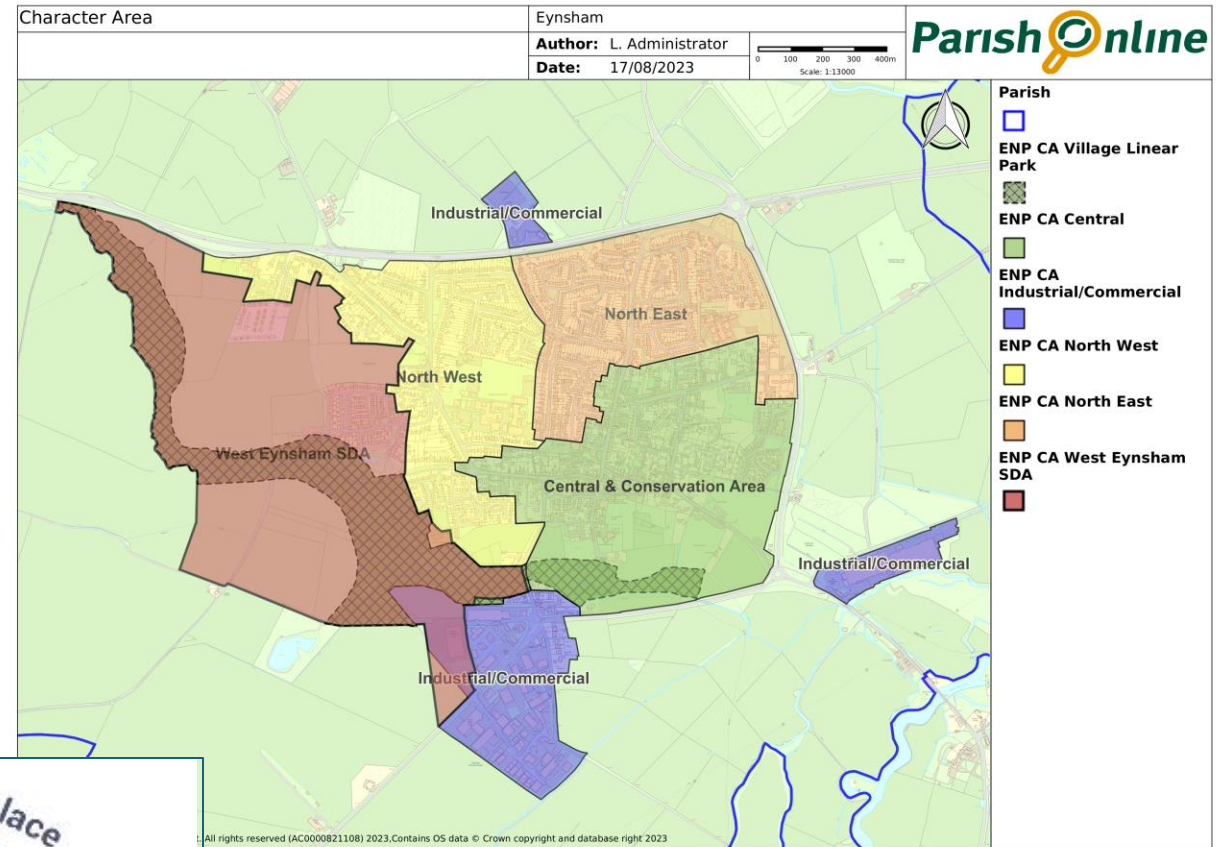 Character Area
Eynsham
Author: L. Administrator
Date: 17/08/2023
0 100 200 300 400m
Scale: 1:13000
Parish Online
Parish
ENP CA Village Linear
Park
ENP CA Central
ENP CA
Industrial/Commercial
ENP CA North West
ENP CA North East
ENP CA West Eynsham
SDA
Industrial/Commercial
North East
North West
West Eynsham SDA
Central & Conservation Area
Industrial/Commercial
Industrial/Commercial
lace
All rights reserved (AC0000821108) 2023,Contains OS data © Crown copyright and database right 2023